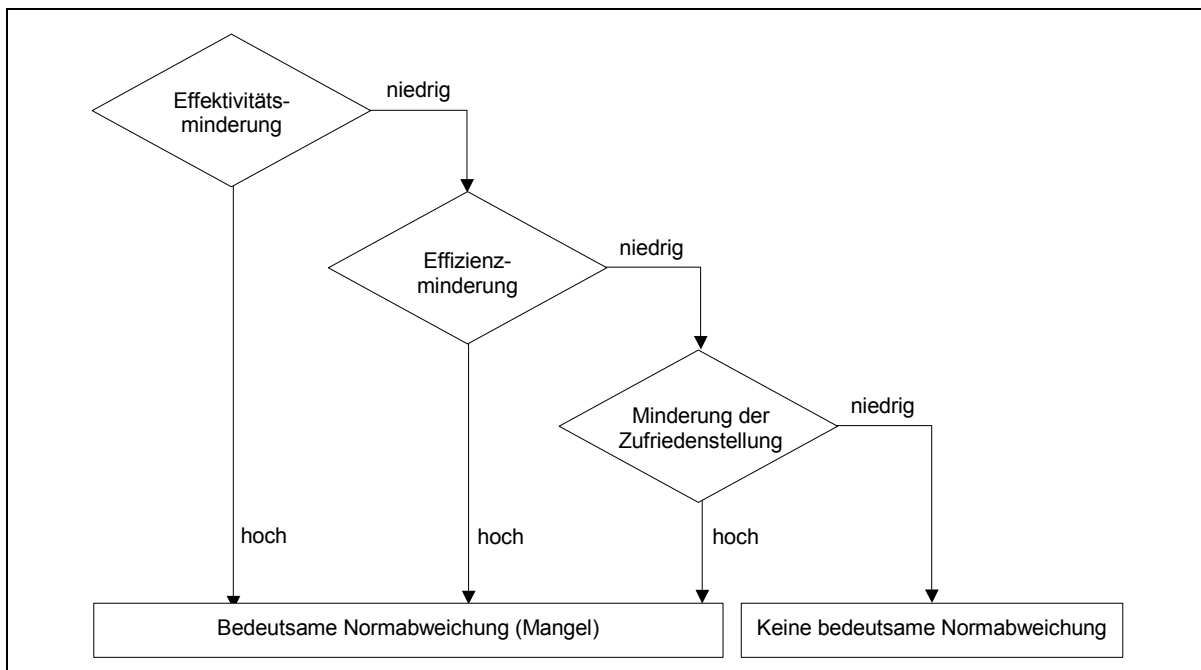 Effektivitäts-
minderung
niedrig
Effizienz-
minderung
niedrig
Minderung der
Zufriedenstellung
niedrig
hoch
hoch
hoch
Bedeutsame Normabweichung (Mangel)
Keine bedeutsame Normabweichung